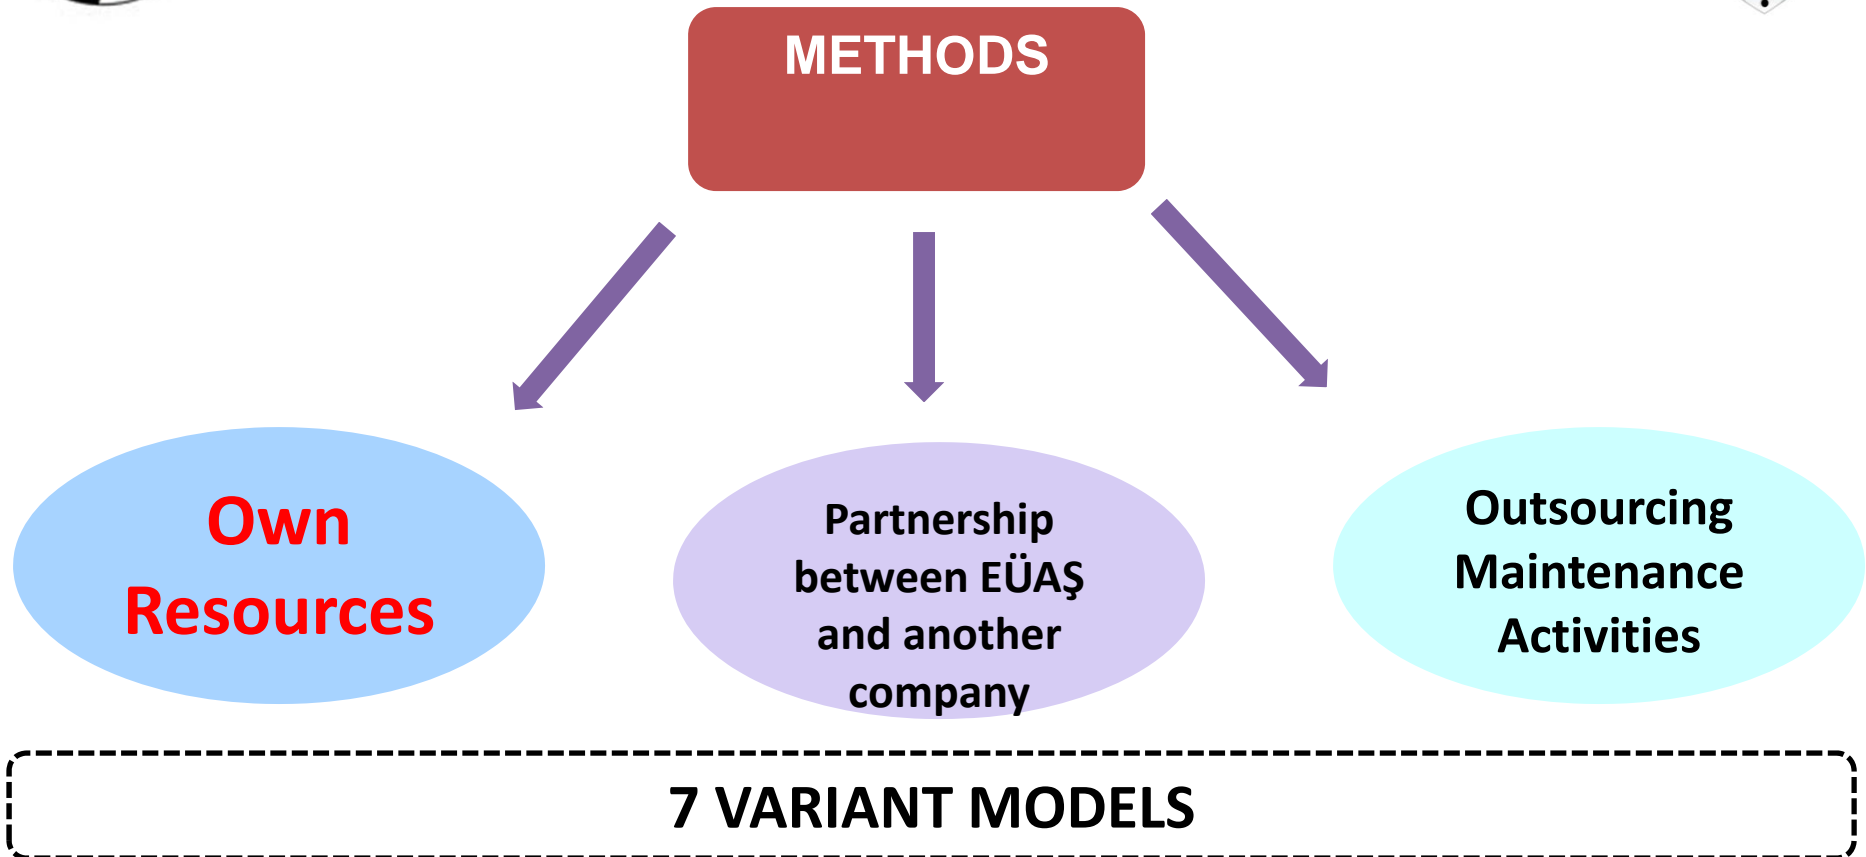 METHODS
Own
Resources
Partnership
between EÜAŞ
and another
company
Outsourcing
Maintenance
Activities
7 VARIANT MODELS